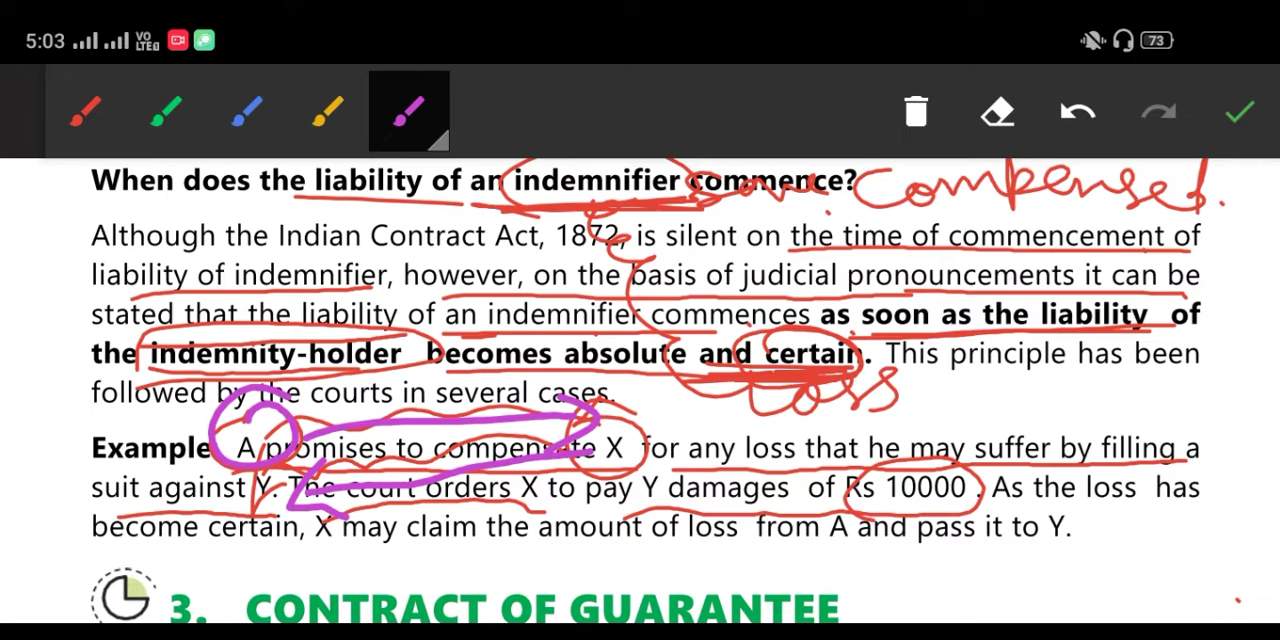 5:03 VO LTE 73
When does the liability of an indemnifier commence? Compensed.
Although the Indian Contract Act, 1872, is silent on the time of commencement of
liability of indemnifier, however, on the basis of judicial pronouncements it can be
stated that the liability of an indemnifier commences as soon as the liability of
the indemnity-holder becomes absolute and certain. This principle has been
followed by the courts in several cases. Loss
Example A promises to compensate X for any loss that he may suffer by filling a
suit against Y. The court orders X to pay Y damages of Rs 10000. As the loss has
become certain, X may claim the amount of loss from A and pass it to Y.
3. CONTRACT OF GUARANTEE